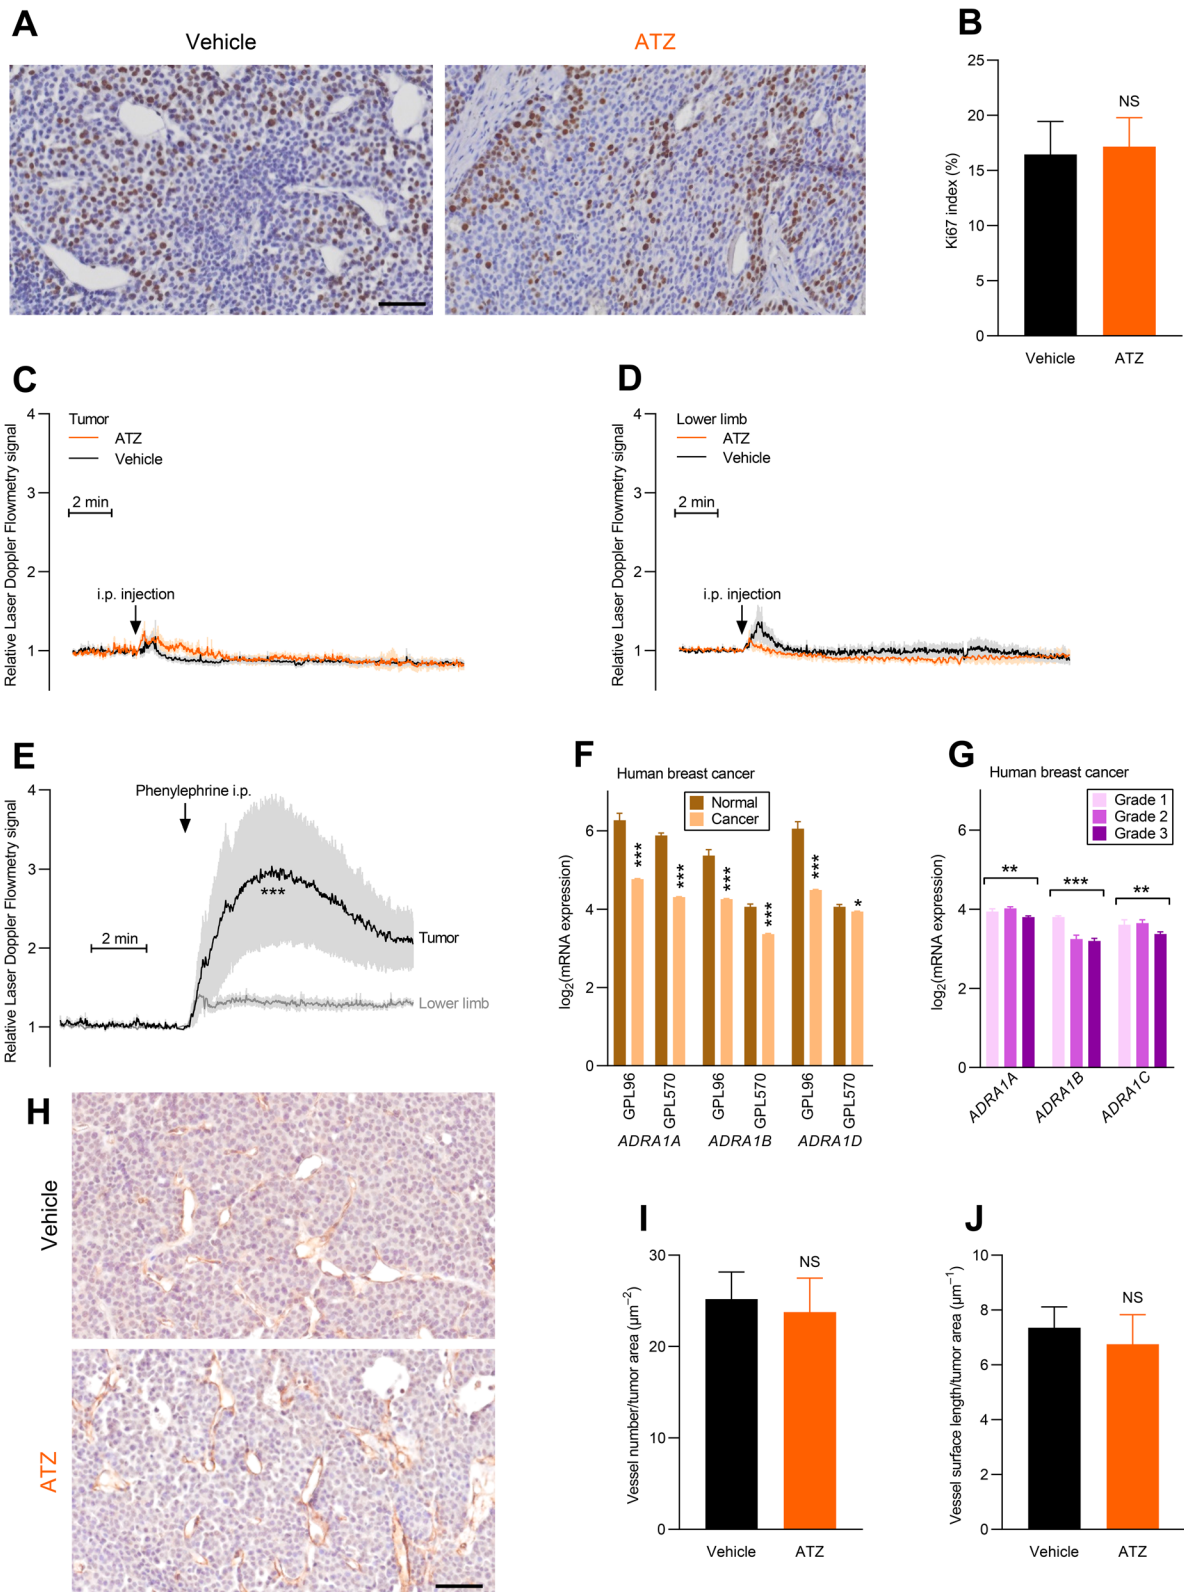 A
Vehicle
ATZ
B
Ki67 index (%)
25
20
15
10
5
0
NS
Vehicle
ATZ
C
Relative Laser Doppler Flowmetry signal
4
3
2
1
Tumor
ATZ
Vehicle
2 min
i.p. injection
D
Relative Laser Doppler Flowmetry signal
4
3
2
1
Lower limb
ATZ
Vehicle
2 min
i.p. injection
E
Relative Laser Doppler Flowmetry signal
4
3
2
1
Phenylephrine i.p.
***
2 min
Tumor
Lower limb
F
Human breast cancer
Normal
Cancer
log₂(mRNA expression)
6
4
2
0
***
***
***
***
***
*
GPL96
GPL570
GPL96
GPL570
GPL96
GPL570
ADRA1A
ADRA1B
ADRA1D
G
Human breast cancer
Grade 1
Grade 2
Grade 3
log₂(mRNA expression)
6
4
2
0
**
***
**
ADRA1A
ADRA1B
ADRA1C
H
Vehicle
ATZ
I
Vessel number/tumor area (μm⁻²)
30
20
10
0
NS
Vehicle
ATZ
J
Vessel surface length/tumor area (μm⁻¹)
10
8
6
4
2
0
NS
Vehicle
ATZ